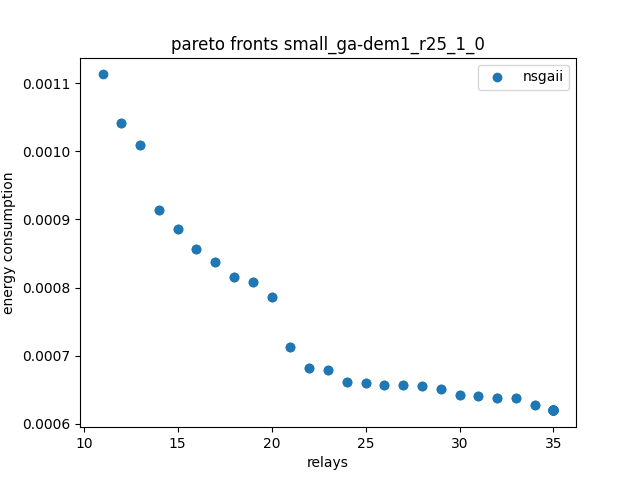 pareto fronts small_ga-dem1_r25_1_0
nsgaii
energy consumption
0.0011
0.0010
0.0009
0.0008
0.0007
0.0006
10 15 20 25 30 35
relays